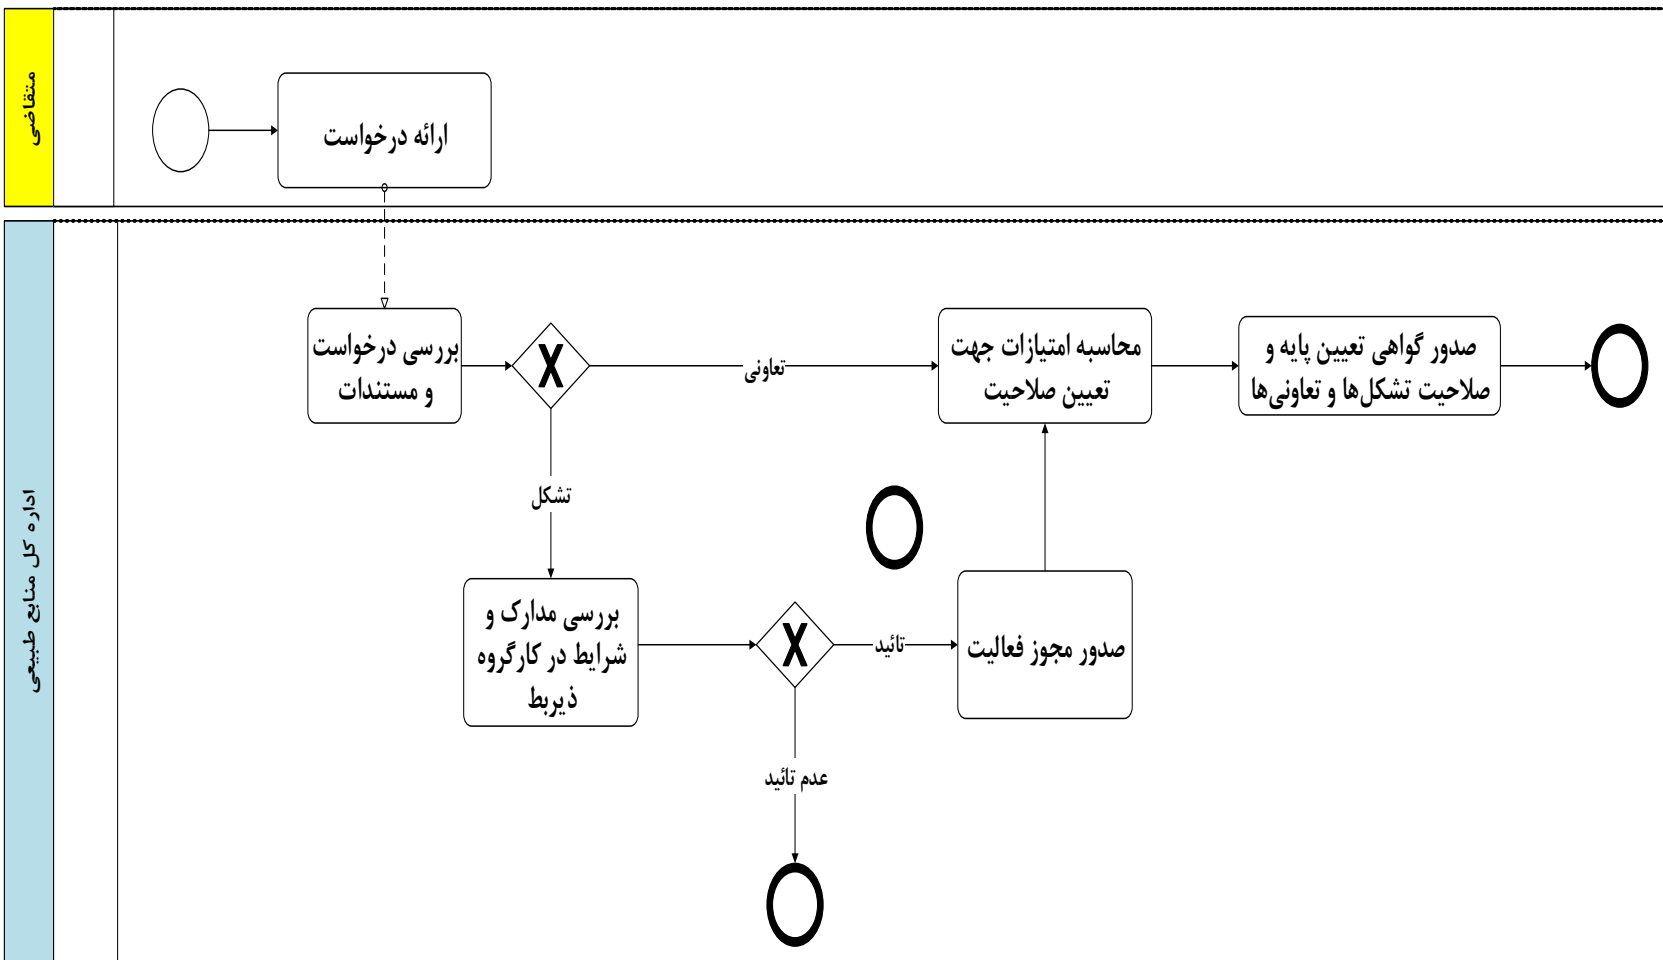 متقاضی
ارائه درخواست
اداره کل منابع طبیعی
بررسی درخواست
و مستندات
X
تعاونی
محاسبه امتیازات جهت
تعیین صلاحیت
صدور گواهی تعیین پایه و
صلاحیت تشکل‌ها و تعاونی‌ها
تشکل
بررسی مدارک و
شرایط در کارگروه
ذیربط
X
تائید
صدور مجوز فعالیت
عدم تائید